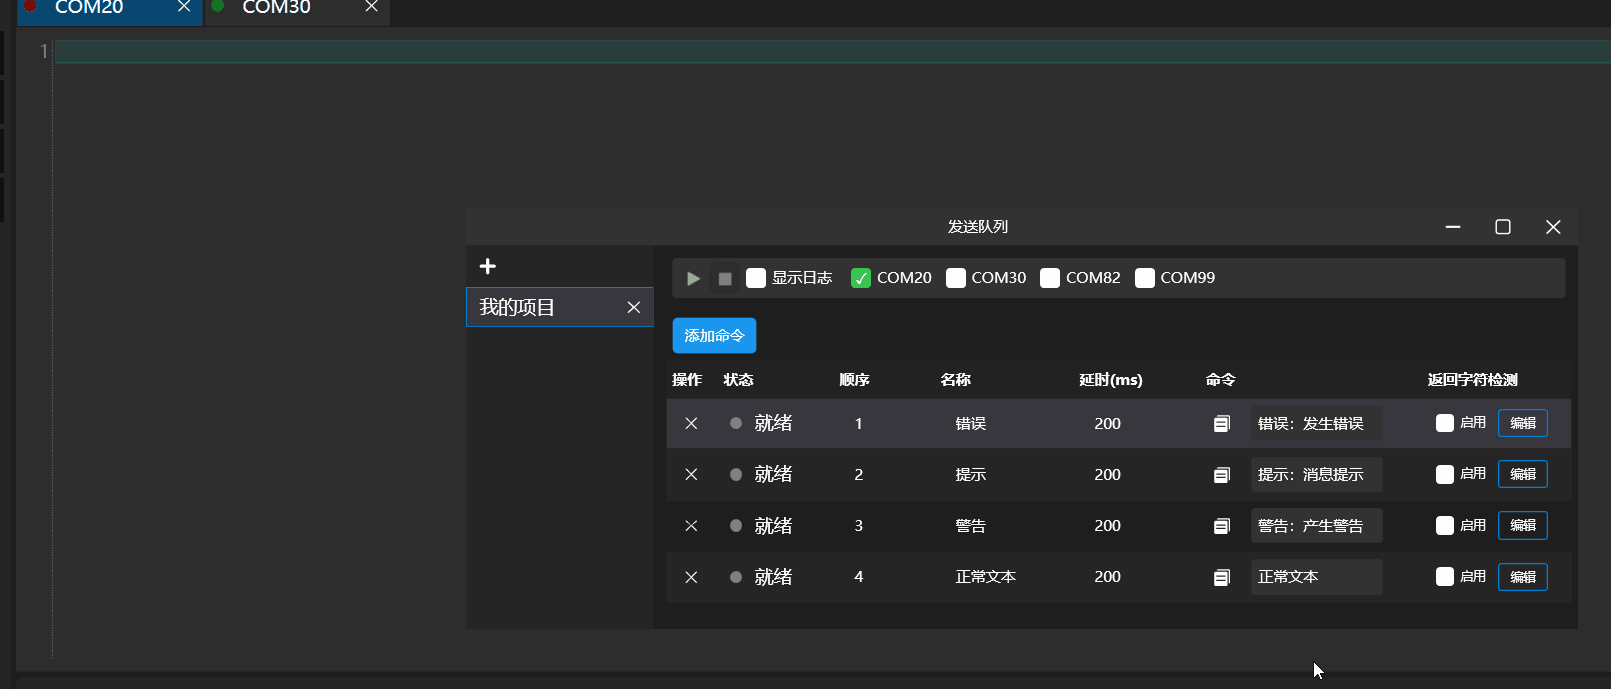 COM20 COM30
1
发送队列
我的项目
显示日志 COM20 COM30 COM82 COM99
添加命令
操作 状态 顺序 名称 延时(ms) 命令 返回字符检测
就绪 1 错误 200 错误：发生错误 启用 编辑
就绪 2 提示 200 提示：消息提示 启用 编辑
就绪 3 警告 200 警告：产生警告 启用 编辑
就绪 4 正常文本 200 正常文本 启用 编辑